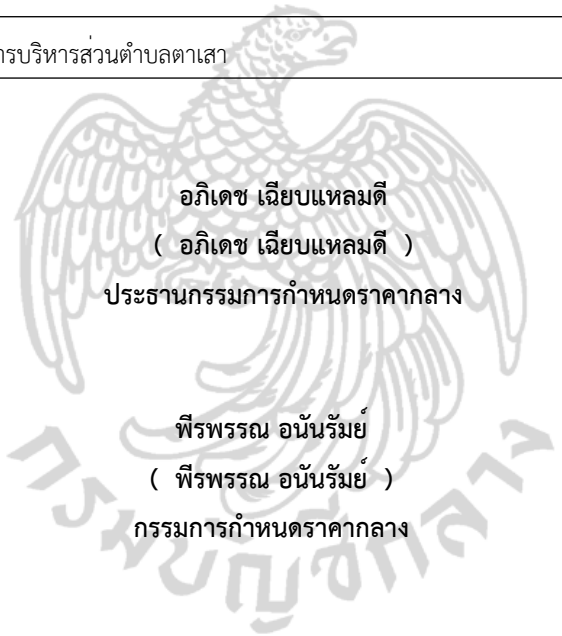 ารบริหารส่วนตำบลตาเสา
อภิเดช เฉียบแหลมดี
( อภิเดช เฉียบแหลมดี )
ประธานกรรมการกำหนดราคากลาง
พีรพรรณ อนันรัมย์
( พีรพรรณ อนันรัมย์ )
กรรมการกำหนดราคากลาง
กรมบัญชีกลาง